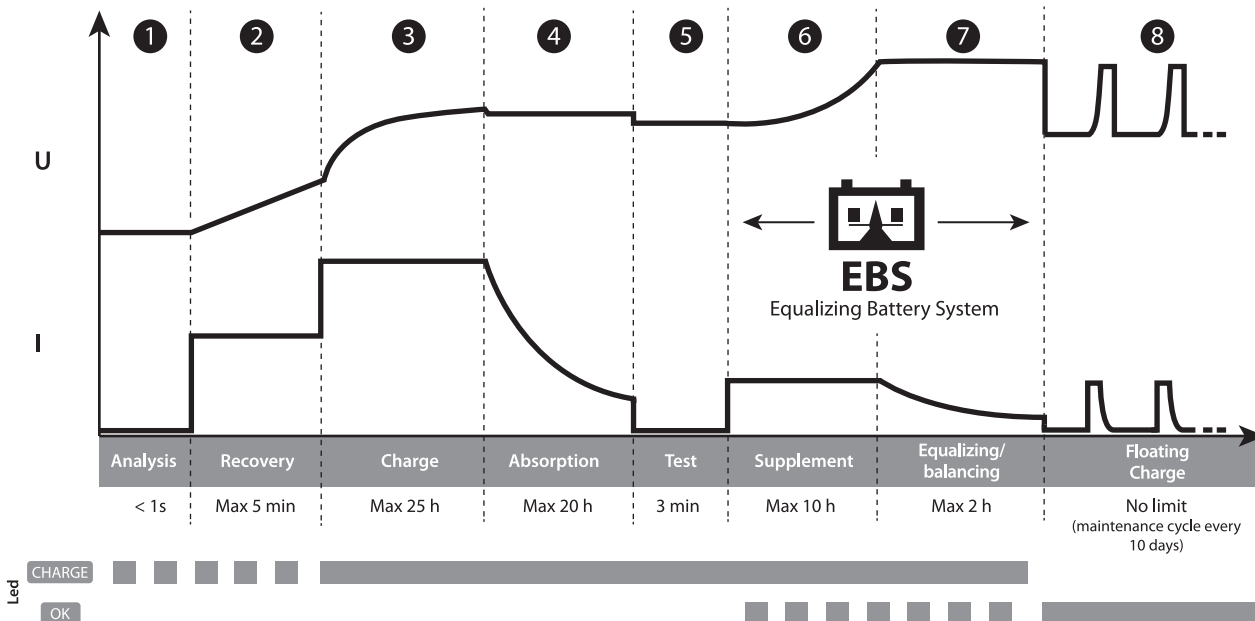 1 2 3 4 5 6 7 8
U
EBS
Equalizing Battery System
I
Analysis Recovery Charge Absorption Test Supplement Equalizing/
balancing Floating
Charge
< 1s Max 5 min Max 25 h Max 20 h 3 min Max 10 h Max 2 h No limit
(maintenance cycle every
10 days)
Led
CHARGE
OK